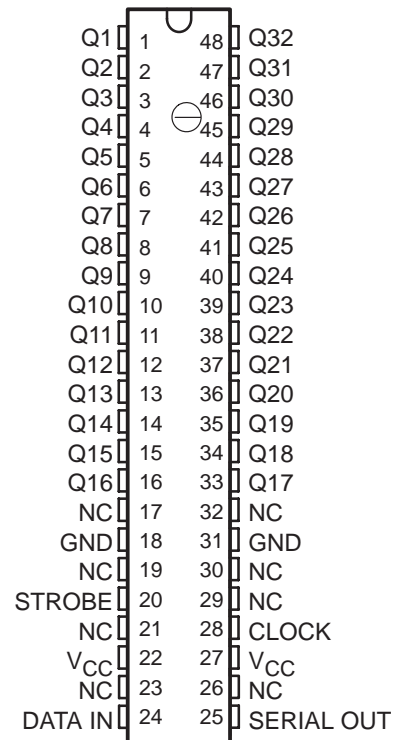 Q1 1 48 Q32
Q2 2 47 Q31
Q3 3 46 Q30
Q4 4 45 Q29
Q5 5 44 Q28
Q6 6 43 Q27
Q7 7 42 Q26
Q8 8 41 Q25
Q9 9 40 Q24
Q10 10 39 Q23
Q11 11 38 Q22
Q12 12 37 Q21
Q13 13 36 Q20
Q14 14 35 Q19
Q15 15 34 Q18
Q16 16 33 Q17
NC 17 32 NC
GND 18 31 GND
NC 19 30 NC
STROBE 20 29 NC
NC 21 28 CLOCK
VCC 22 27 VCC
NC 23 26 NC
DATA IN 24 25 SERIAL OUT